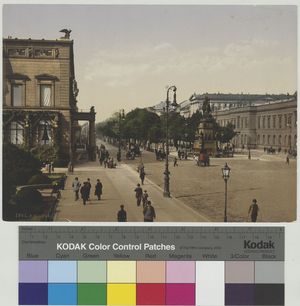 KODAK Color Control Patches
Kodak
Blue Cyan Green Yellow Red Magenta White 3/Color Black